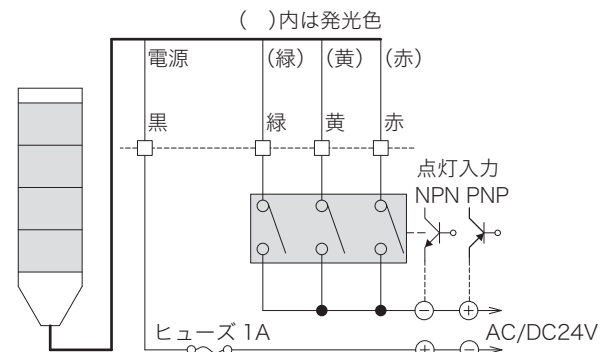 ( )内は発光色
電源 (緑) (黄) (赤)
黒 緑 黄 赤
点灯入力
NPN PNP
ヒューズ 1A
AC/DC24V